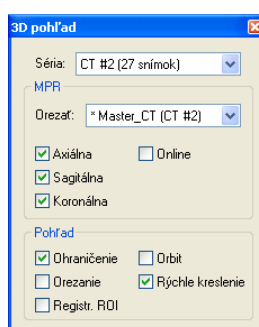 3D pohľad
Séria: CT #2 (27 snímok)
MPR
Orezať: * Master_CT (CT #2)
Axiálna Online
Sagitálna
Koronálna
Pohľad
Ohraničenie Orbit
Orezanie Rýchle kreslenie
Registr. ROI